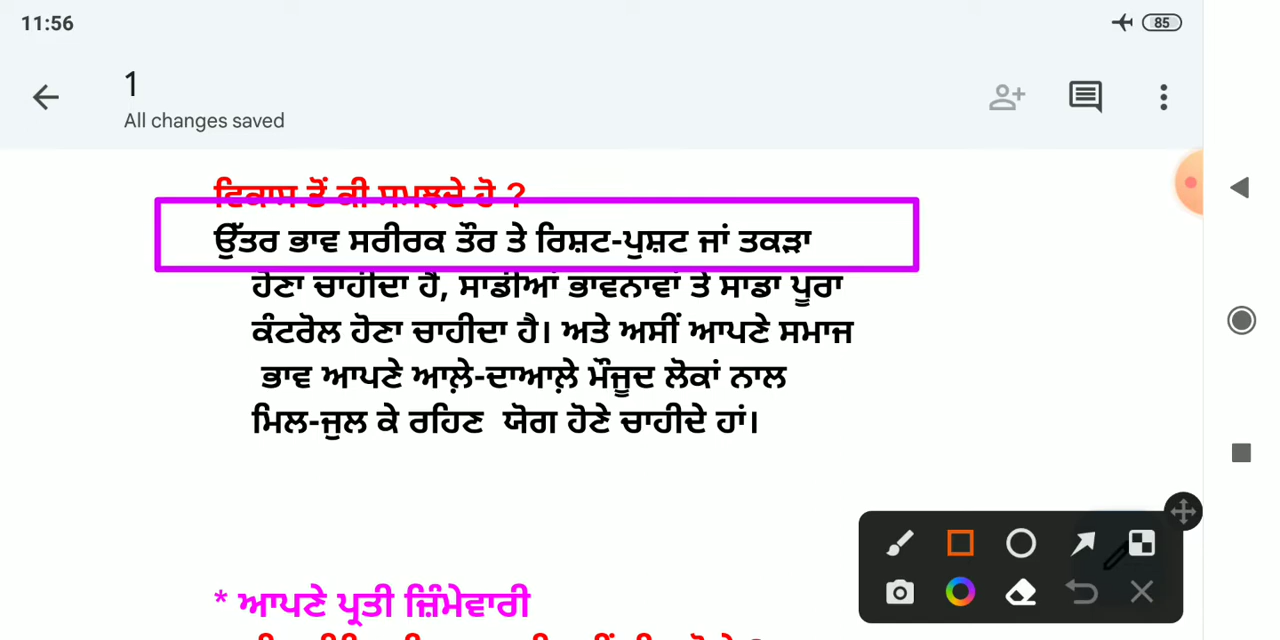 11:56
85
1
All changes saved
ਵਿਕਾਸ ਤੋਂ ਕੀ ਸਮਝਦੇ ਹੋ ?
ਉੱਤਰ ਭਾਵ ਸਰੀਰਕ ਤੌਰ ਤੇ ਰਿਸ਼ਟ-ਪੁਸ਼ਟ ਜਾਂ ਤਕੜਾ
ਹੋਣਾ ਚਾਹੀਦਾ ਹੈ, ਸਾਡੀਆਂ ਭਾਵਨਾਵਾਂ ਤੇ ਸਾਡਾ ਪੂਰਾ
ਕੰਟਰੋਲ ਹੋਣਾ ਚਾਹੀਦਾ ਹੈ। ਅਤੇ ਅਸੀਂ ਆਪਣੇ ਸਮਾਜ
ਭਾਵ ਆਪਣੇ ਆਲ਼ੇ-ਦਾਆਲ਼ੇ ਮੌਜੂਦ ਲੋਕਾਂ ਨਾਲ
ਮਿਲ-ਜੁਲ ਕੇ ਰਹਿਣ ਯੋਗ ਹੋਣੇ ਚਾਹੀਦੇ ਹਾਂ।
* ਆਪਣੇ ਪ੍ਰਤੀ ਜ਼ਿੰਮੇਵਾਰੀ